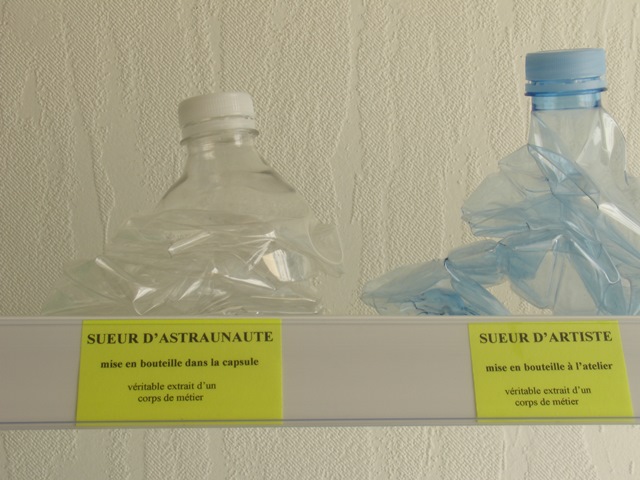 SUEUR D'ASTRAUNAUTE
mise en bouteille dans la capsule
véritable extrait d'un
corps de métier
SUEUR D'ARTISTE
mise en bouteille à l'atelier
véritable extrait d'un
corps de métier